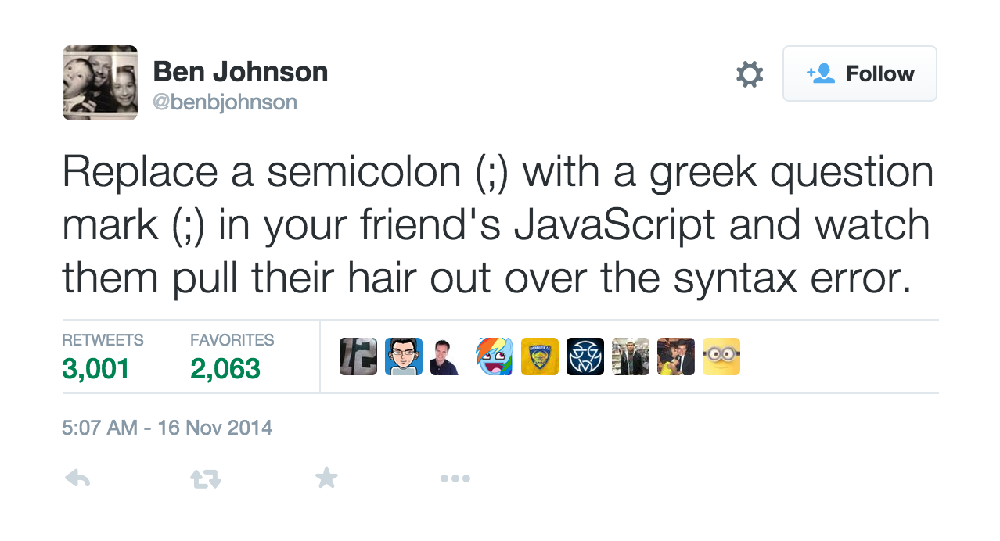 Ben Johnson
@benbjohnson
Follow
Replace a semicolon (;) with a greek question
mark (;) in your friend's JavaScript and watch
them pull their hair out over the syntax error.
RETWEETS
3,001
FAVORITES
2,063
12
5:07 AM - 16 Nov 2014